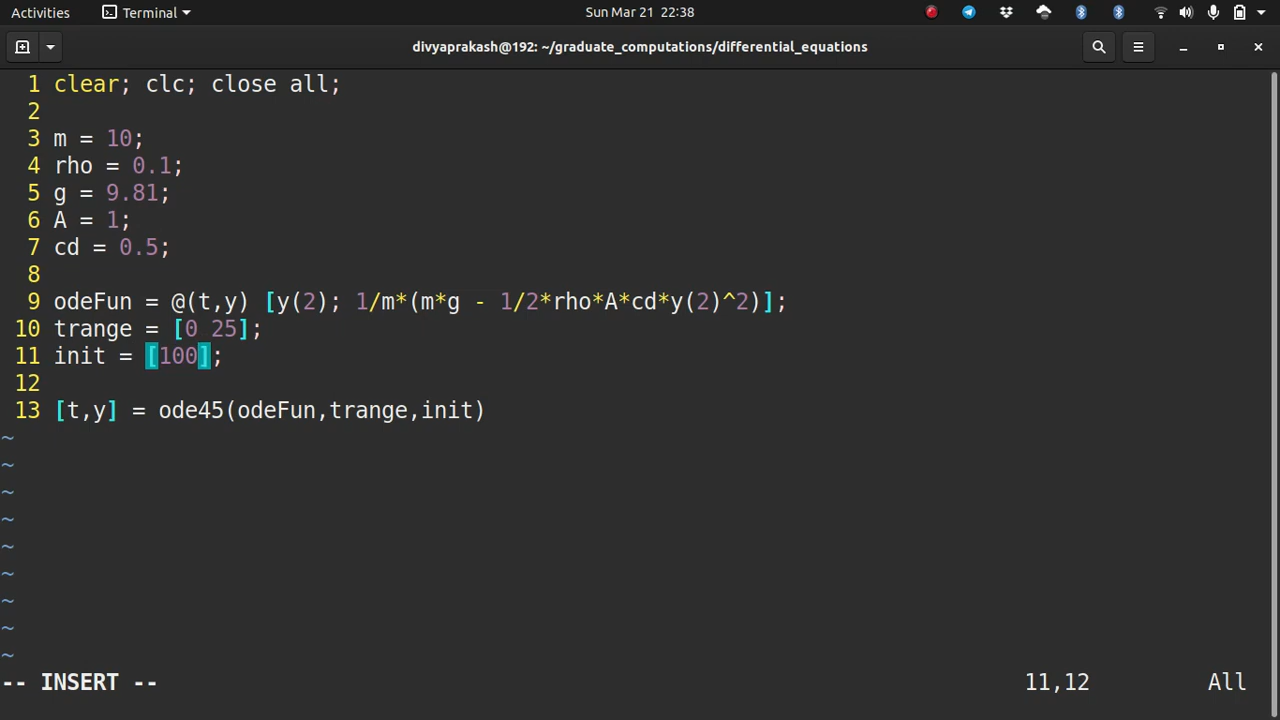 Activities Terminal Sun Mar 21 22:38
divyaprakash@192: ~/graduate_computations/differential_equations
1 clear; clc; close all;
2
3 m = 10;
4 rho = 0.1;
5 g = 9.81;
6 A = 1;
7 cd = 0.5;
8
9 odeFun = @(t,y) [y(2); 1/m*(m*g - 1/2*rho*A*cd*y(2)^2)];
10 trange = [0 25];
11 init = [100];
12
13 [t,y] = ode45(odeFun,trange,init)
~
~
~
~
~
~
~
~
~
-- INSERT -- 11,12 All